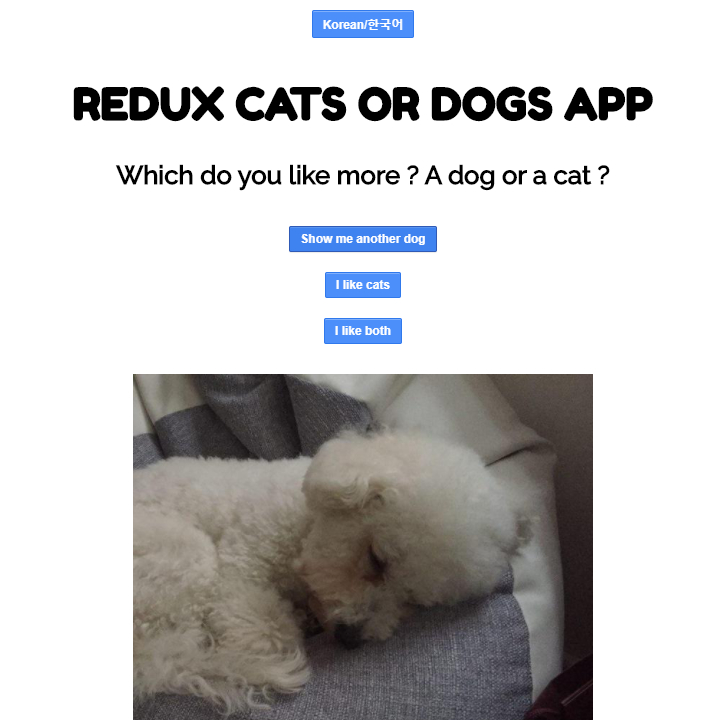 Korean/한국어
REDUX CATS OR DOGS APP
Which do you like more ? A dog or a cat ?
Show me another dog
I like cats
I like both